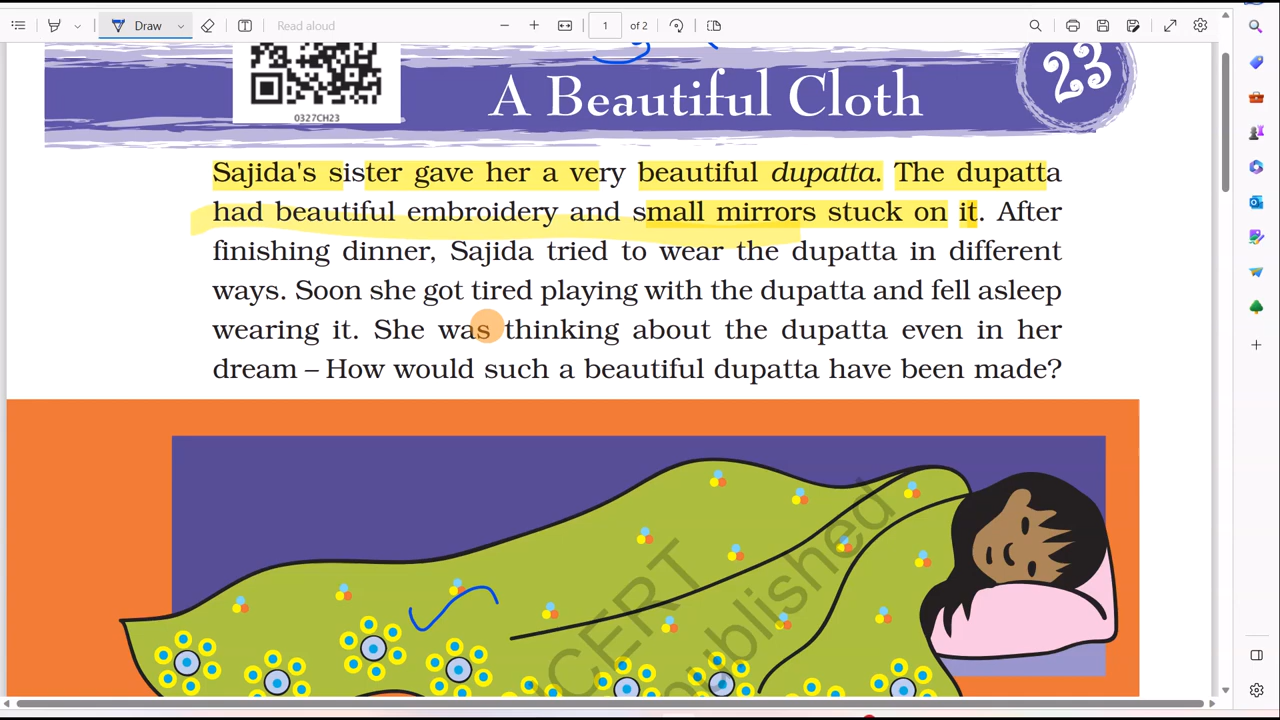 Draw
Read aloud
1
of 2
0327CH23
A Beautiful Cloth
23
Sajida's sister gave her a very beautiful dupatta. The dupatta
had beautiful embroidery and small mirrors stuck on it. After
finishing dinner, Sajida tried to wear the dupatta in different
ways. Soon she got tired playing with the dupatta and fell asleep
wearing it. She was thinking about the dupatta even in her
dream – How would such a beautiful dupatta have been made?
NCERT
published